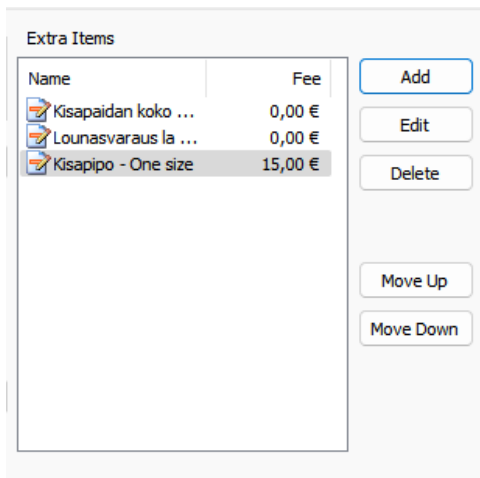 Extra Items
Name Fee
Kisapaidan koko ... 0,00 €
Lounasvaraus la ... 0,00 €
Kisapipo - One size 15,00 €
Add
Edit
Delete
Move Up
Move Down